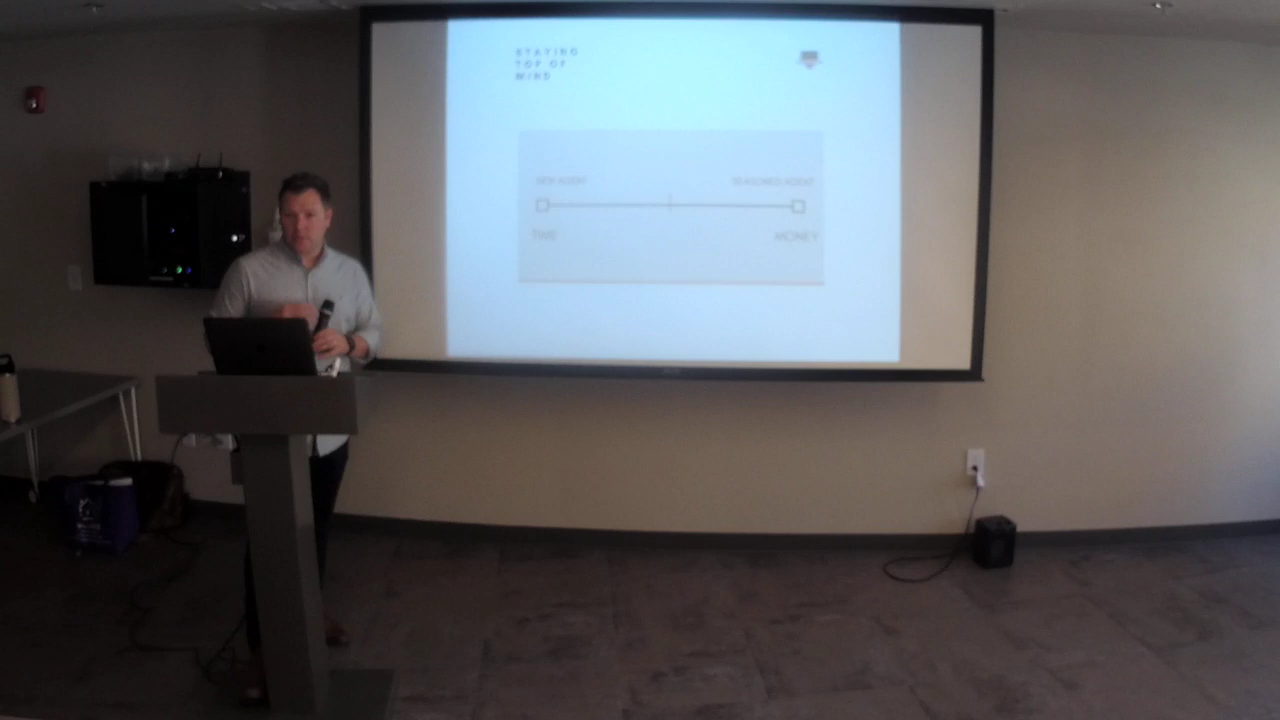 STAYING
TOP OF
MIND
NEW AGENT
SEASONED AGENT
TIME
MONEY